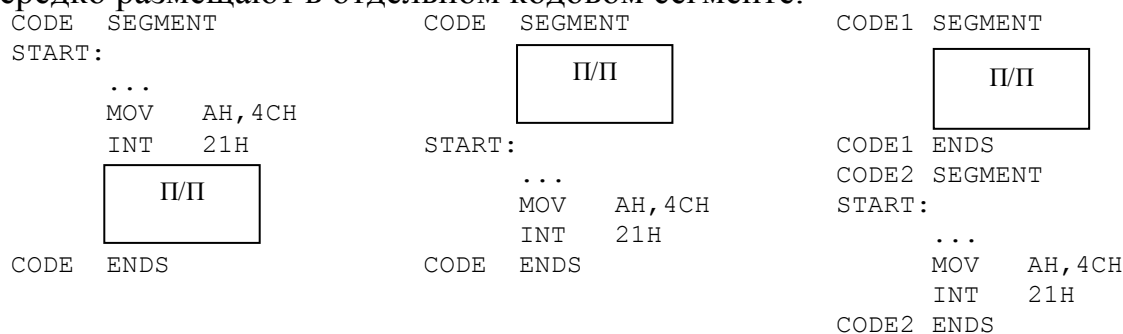 ередко размещают в отдельном кодовом сегменте.
CODE SEGMENT
START:
...
MOV AH,4CH
INT 21H
П/П
CODE ENDS
CODE SEGMENT
П/П
START:
...
MOV AH,4CH
INT 21H
CODE ENDS
CODE1 SEGMENT
П/П
CODE1 ENDS
CODE2 SEGMENT
START:
...
MOV AH,4CH
INT 21H
CODE2 ENDS